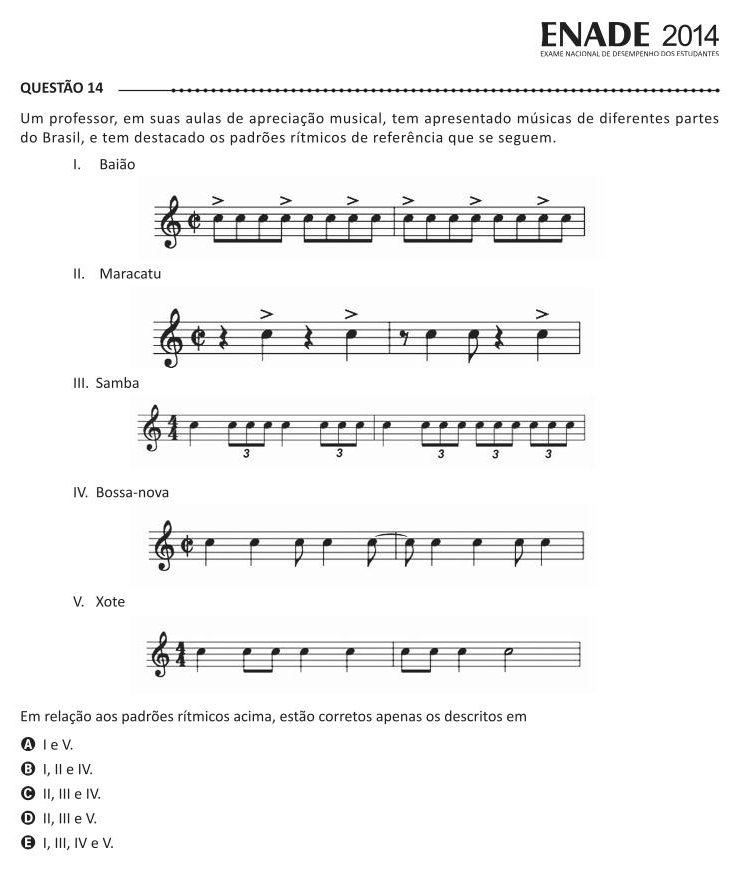 ENADE 2014
EXAME NACIONAL DE DESEMPENHO DOS ESTUDANTES
QUESTÃO 14
Um professor, em suas aulas de apreciação musical, tem apresentado músicas de diferentes partes
do Brasil, e tem destacado os padrões rítmicos de referência que se seguem.
I. Baião
II. Maracatu
III. Samba
4
4
3 3 3 3 3
IV. Bossa-nova
V. Xote
4
4
Em relação aos padrões rítmicos acima, estão corretos apenas os descritos em
A I e V.
B I, II e IV.
C II, III e IV.
D II, III e V.
E I, III, IV e V.